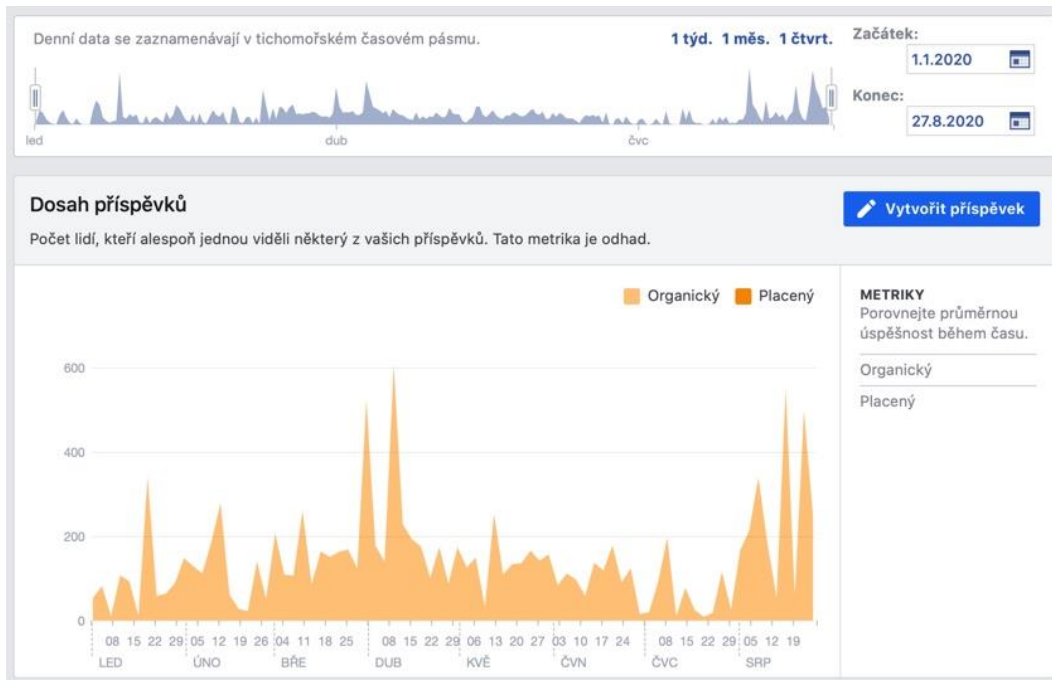 Denní data se zaznamenávají v tichomořském časovém pásmu.
1 týd. 1 měs. 1 čtvrt.
Začátek:
1.1.2020
Konec:
27.8.2020
led dub čvc
Dosah příspěvků
Vytvořit příspěvek
Počet lidí, kteří alespoň jednou viděli některý z vašich příspěvků. Tato metrika je odhad.
Organický Placený
METRIKY
Porovnejte průměrnou
úspěšnost během času.
Organický
Placený
600
400
200
0
08 15 22 29 05 12 19 26 04 11 18 25 08 15 22 29 06 13 20 27 03 10 17 24 08 15 22 29 05 12 19
LED ÚNO BŘE DUB KVĚ ČVN ČVC SRP